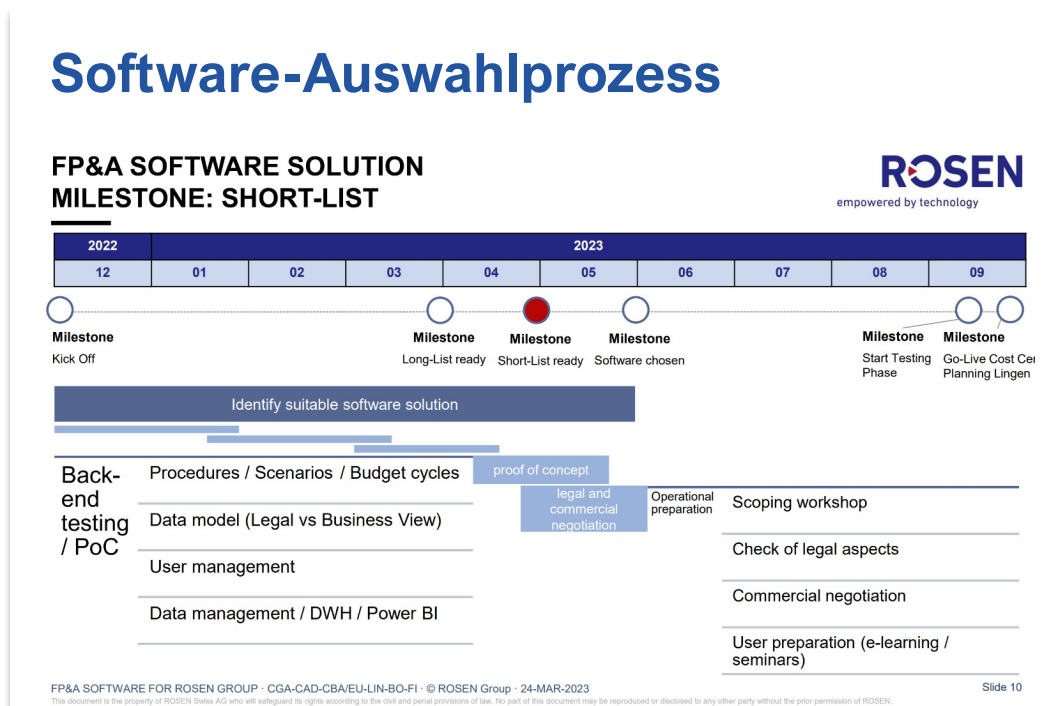 Software-Auswahlprozess
FP&A SOFTWARE SOLUTION
MILESTONE: SHORT-LIST
ROSEN
empowered by technology
2022 2023
12 01 02 03 04 05 06 07 08 09
Milestone
Kick Off
Milestone
Long-List ready
Milestone
Short-List ready
Milestone
Software chosen
Milestone
Start Testing
Phase
Milestone
Go-Live Cost Cer
Planning Lingen
Identify suitable software solution
Back-
end
testing
/ PoC
Procedures / Scenarios / Budget cycles
Data model (Legal vs Business View)
User management
Data management / DWH / Power BI
proof of concept
legal and
commercial
negotiation
Operational
preparation
Scoping workshop
Check of legal aspects
Commercial negotiation
User preparation (e-learning /
seminars)
FP&A SOFTWARE FOR ROSEN GROUP · CGA-CAD-CBA/EU-LIN-BO-FI · © ROSEN Group · 24-MAR-2023
Slide 10
This document is the property of ROSEN Swiss AG who will safeguard its rights according to the civil and penal provisions of law. No part of this document may be reproduced or disclosed to any other party without the prior permission of ROSEN.